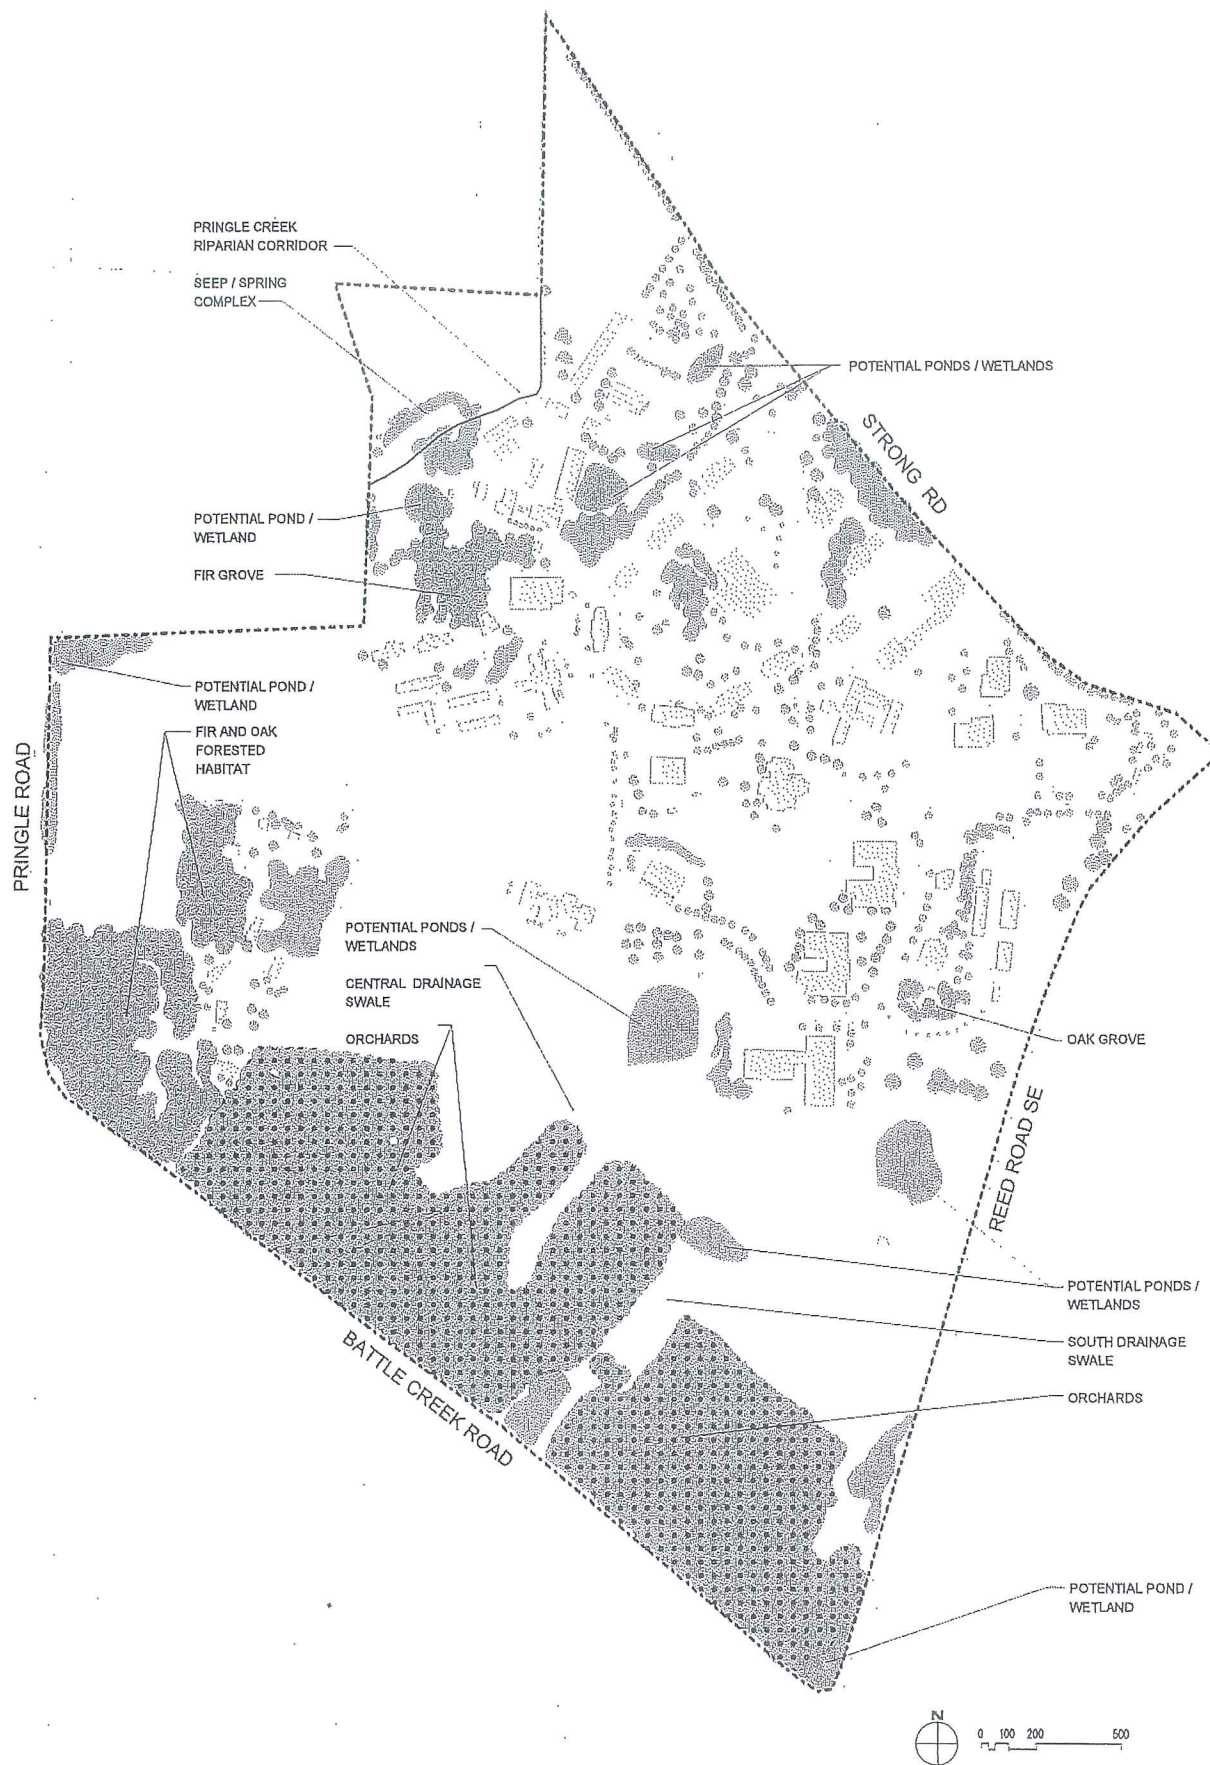 PRINGLE CREEK
RIPARIAN CORRIDOR
SEEP / SPRING
COMPLEX
POTENTIAL PONDS / WETLANDS
STRONG RD
POTENTIAL POND /
WETLAND
FIR GROVE
POTENTIAL POND /
WETLAND
FIR AND OAK
FORESTED
HABITAT
PRINGLE ROAD
POTENTIAL PONDS /
WETLANDS
CENTRAL DRAINAGE
SWALE
ORCHARDS
OAK GROVE
REED ROAD SE
POTENTIAL PONDS /
WETLANDS
SOUTH DRAINAGE
SWALE
ORCHARDS
BATTLE CREEK ROAD
POTENTIAL POND /
WETLAND
N
0 100 200 500